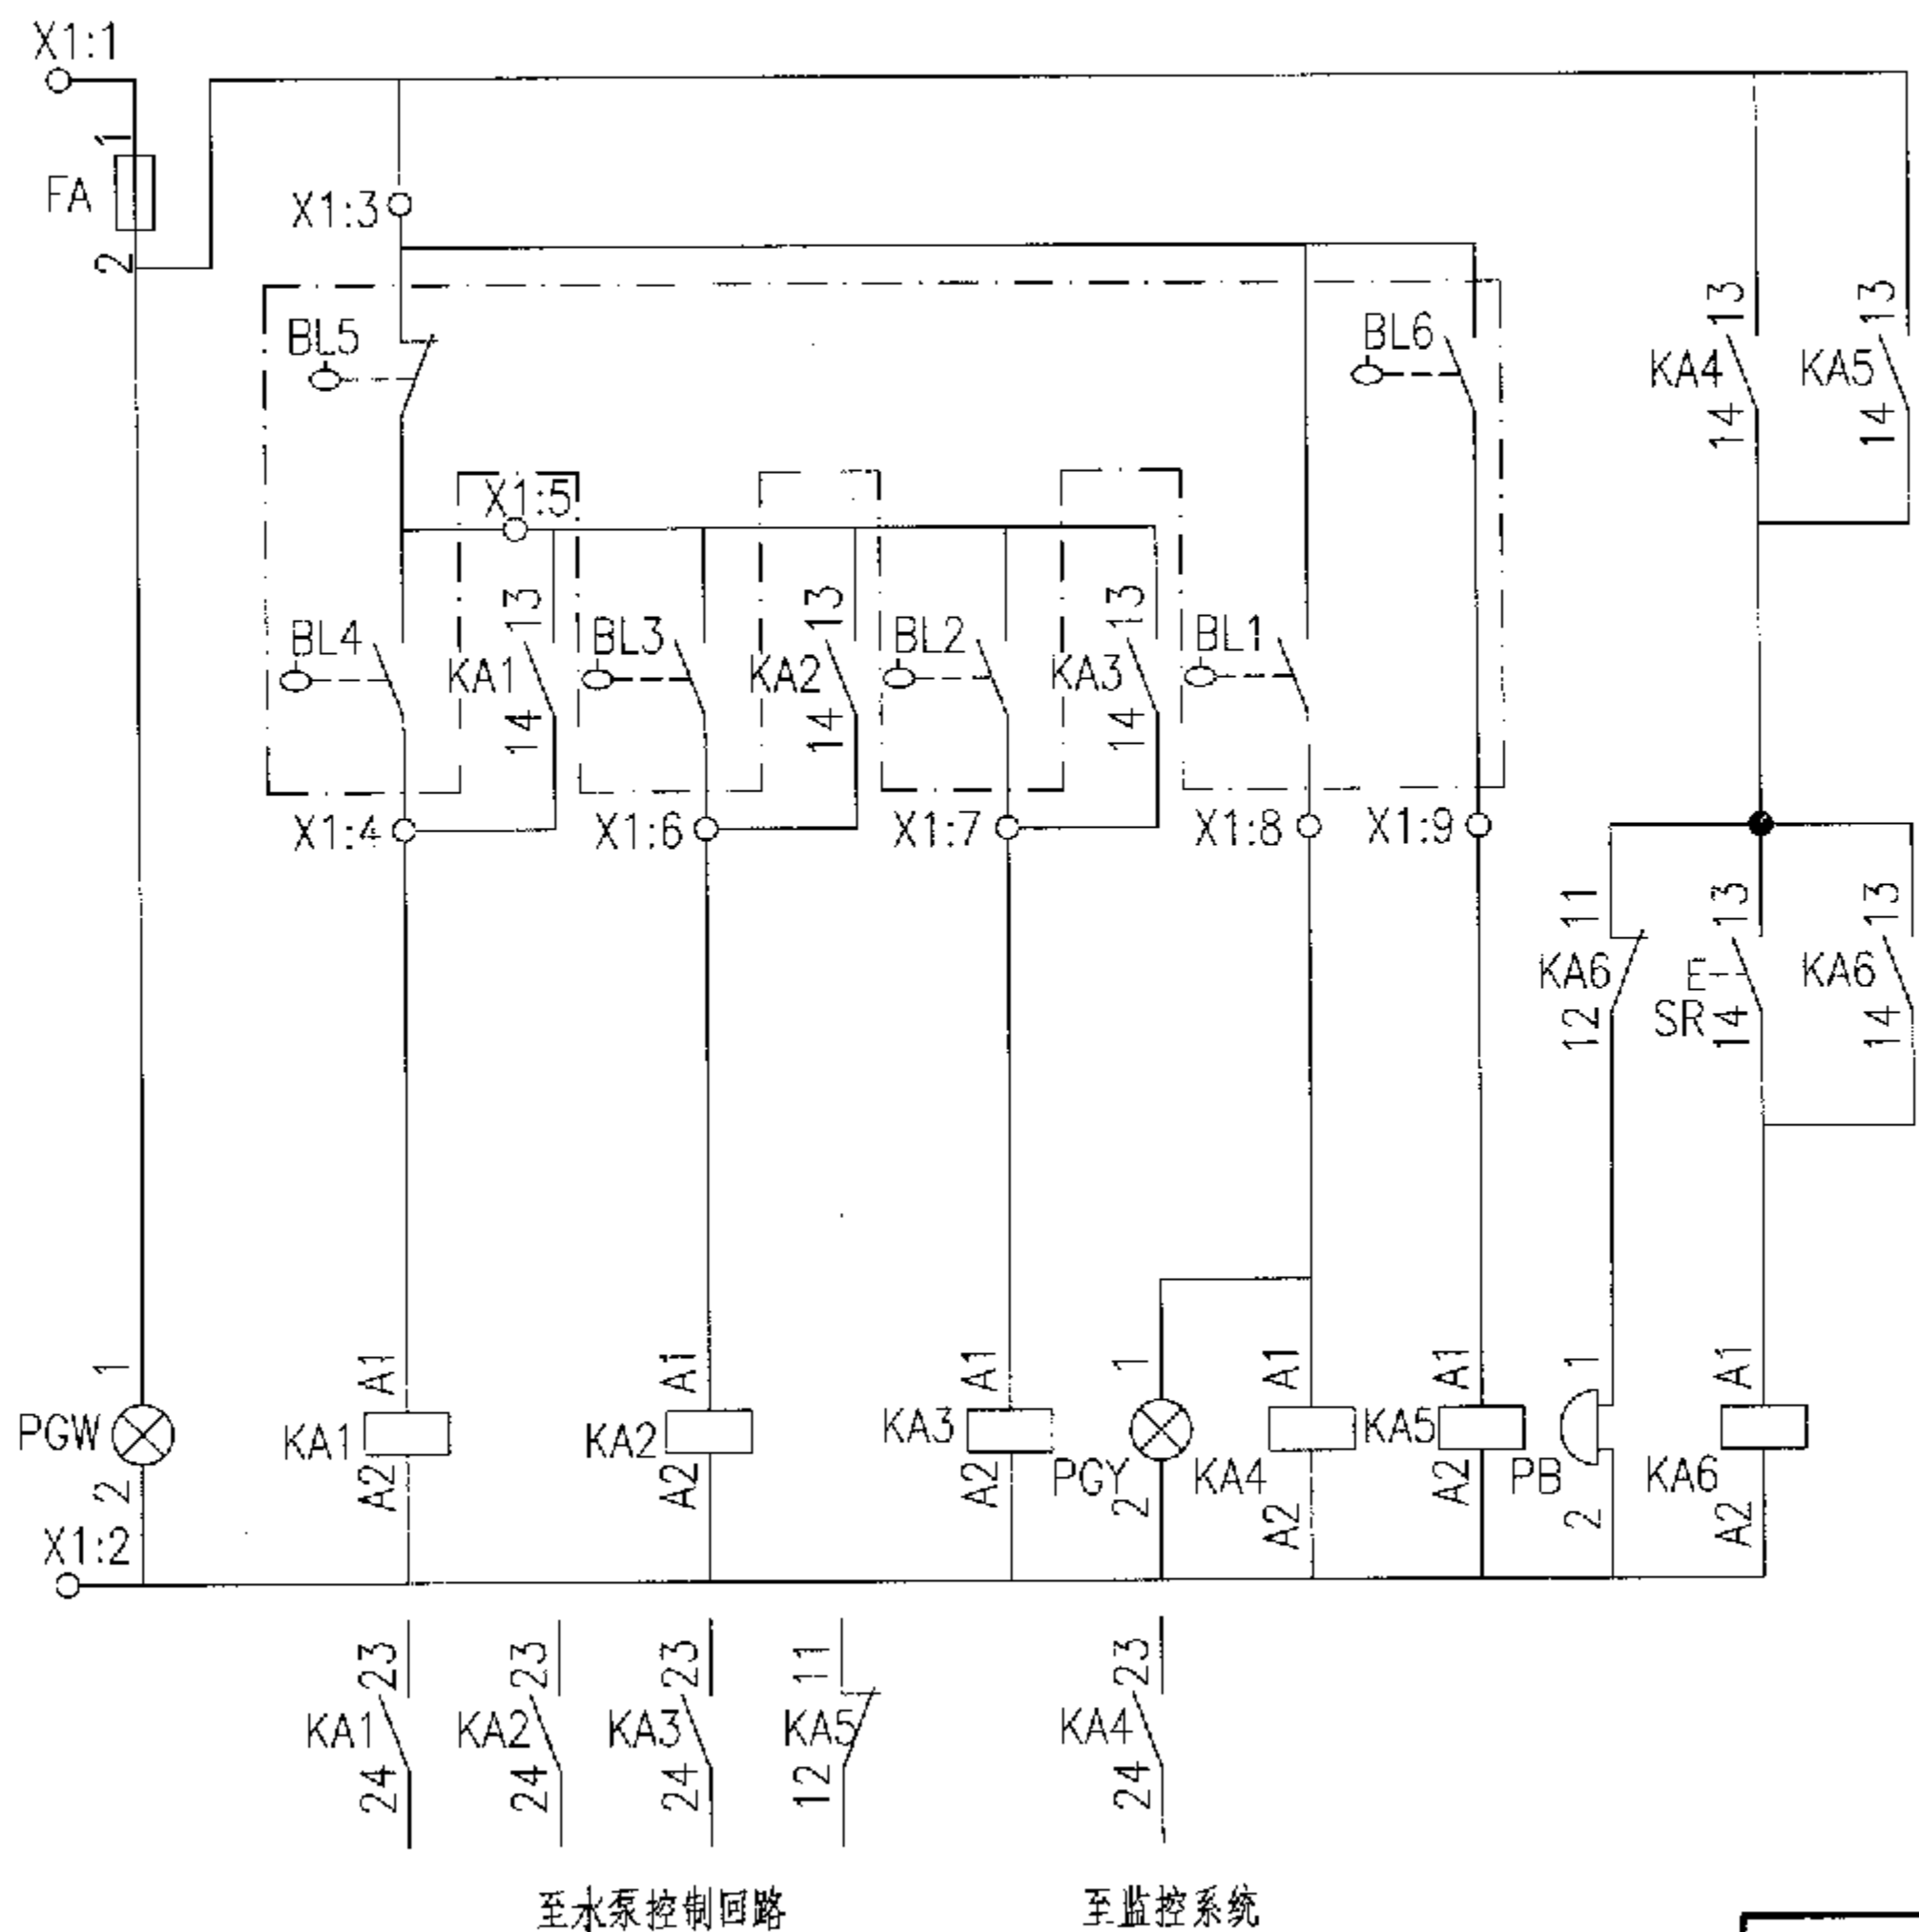 X1:1
1
FA
2
X1:3
BL5
BL6
13
13
KA4
KA5
14
14
X1:5
BL4
13
KA1
14
BL3
13
KA2
14
BL2
13
KA3
14
BL1
X1:4
X1:6
X1:7
X1:8
X1:9
11
13
13
KA6
E
SR
KA6
12
14
14
1
A1
A1
A1
1
A1
A1
1
A1
PGW
KA1
KA2
KA3
PGY
KA4
KA5
PB
KA6
2
A2
A2
A2
2
A2
A2
2
A2
X1:2
23
23
23
11
23
KA1
KA2
KA3
KA5
KA4
24
24
24
12
24
至水泵控制回路
至监控系统